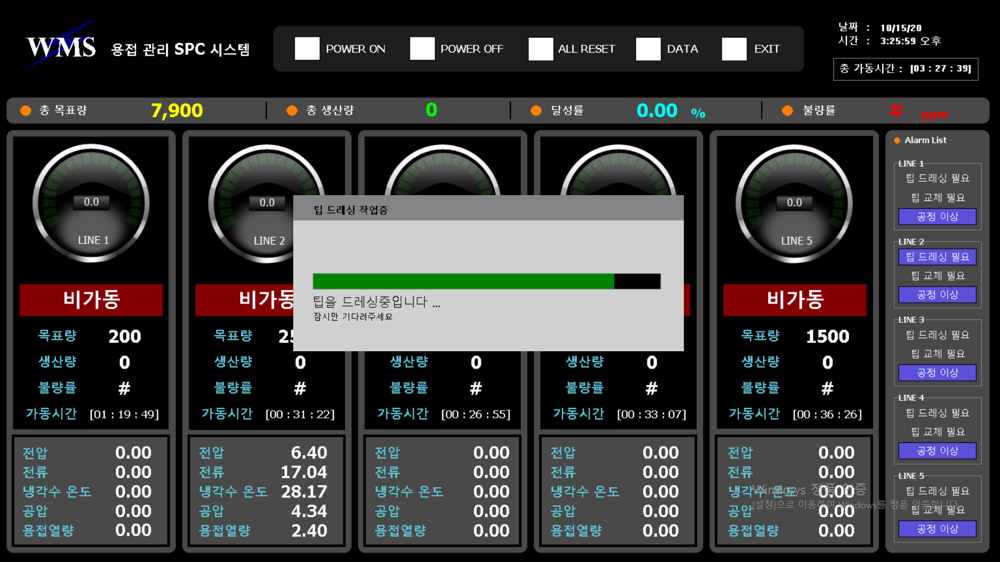 WMS 용접 관리 SPC 시스템
POWER ON
POWER OFF
ALL RESET
DATA
EXIT
날짜 : 10/15/20
시간 : 3:25:59 오후
총 가동시간 : [03 : 27 : 39]
총 목표량 7,900
총 생산량 0
달성률 0.00 %
불량률 # ppm
0.0
LINE 1
비가동
목표량 200
생산량 0
불량률 #
가동시간 [01 : 19 : 49]
전압 0.00
전류 0.00
냉각수 온도 0.00
공압 0.00
용접열량 0.00
0.0
LINE 2
비가동
목표량
생산량 0
불량률 #
가동시간 [00 : 31 : 22]
전압 6.40
전류 17.04
냉각수 온도 28.17
공압 4.34
용접열량 2.40
팁 드레싱 작업중
팁을 드레싱중입니다 ...
잠시만 기다려주세요
생산량 0
불량률 #
가동시간 [00 : 26 : 55]
전압 0.00
전류 0.00
냉각수 온도 0.00
공압 0.00
용접열량 0.00
생산량 0
불량률 #
가동시간 [00 : 33 : 07]
전압 0.00
전류 0.00
냉각수 온도 0.00
공압 0.00
용접열량 0.00
0.0
LINE 5
비가동
목표량 1500
생산량 0
불량률 #
가동시간 [00 : 36 : 26]
전압 0.00
전류 0.00
냉각수 온도 0.00
공압 0.00
용접열량 0.00
Alarm List
LINE 1
팁 드레싱 필요
팁 교체 필요
공정 이상
LINE 2
팁 드레싱 필요
팁 교체 필요
공정 이상
LINE 3
팁 드레싱 필요
팁 교체 필요
공정 이상
LINE 4
팁 드레싱 필요
팁 교체 필요
공정 이상
LINE 5
팁 드레싱 필요
팁 교체 필요
공정 이상
Windows 정품 인증
[설정]으로 이동하여 Windows를 정품 인증합니다.